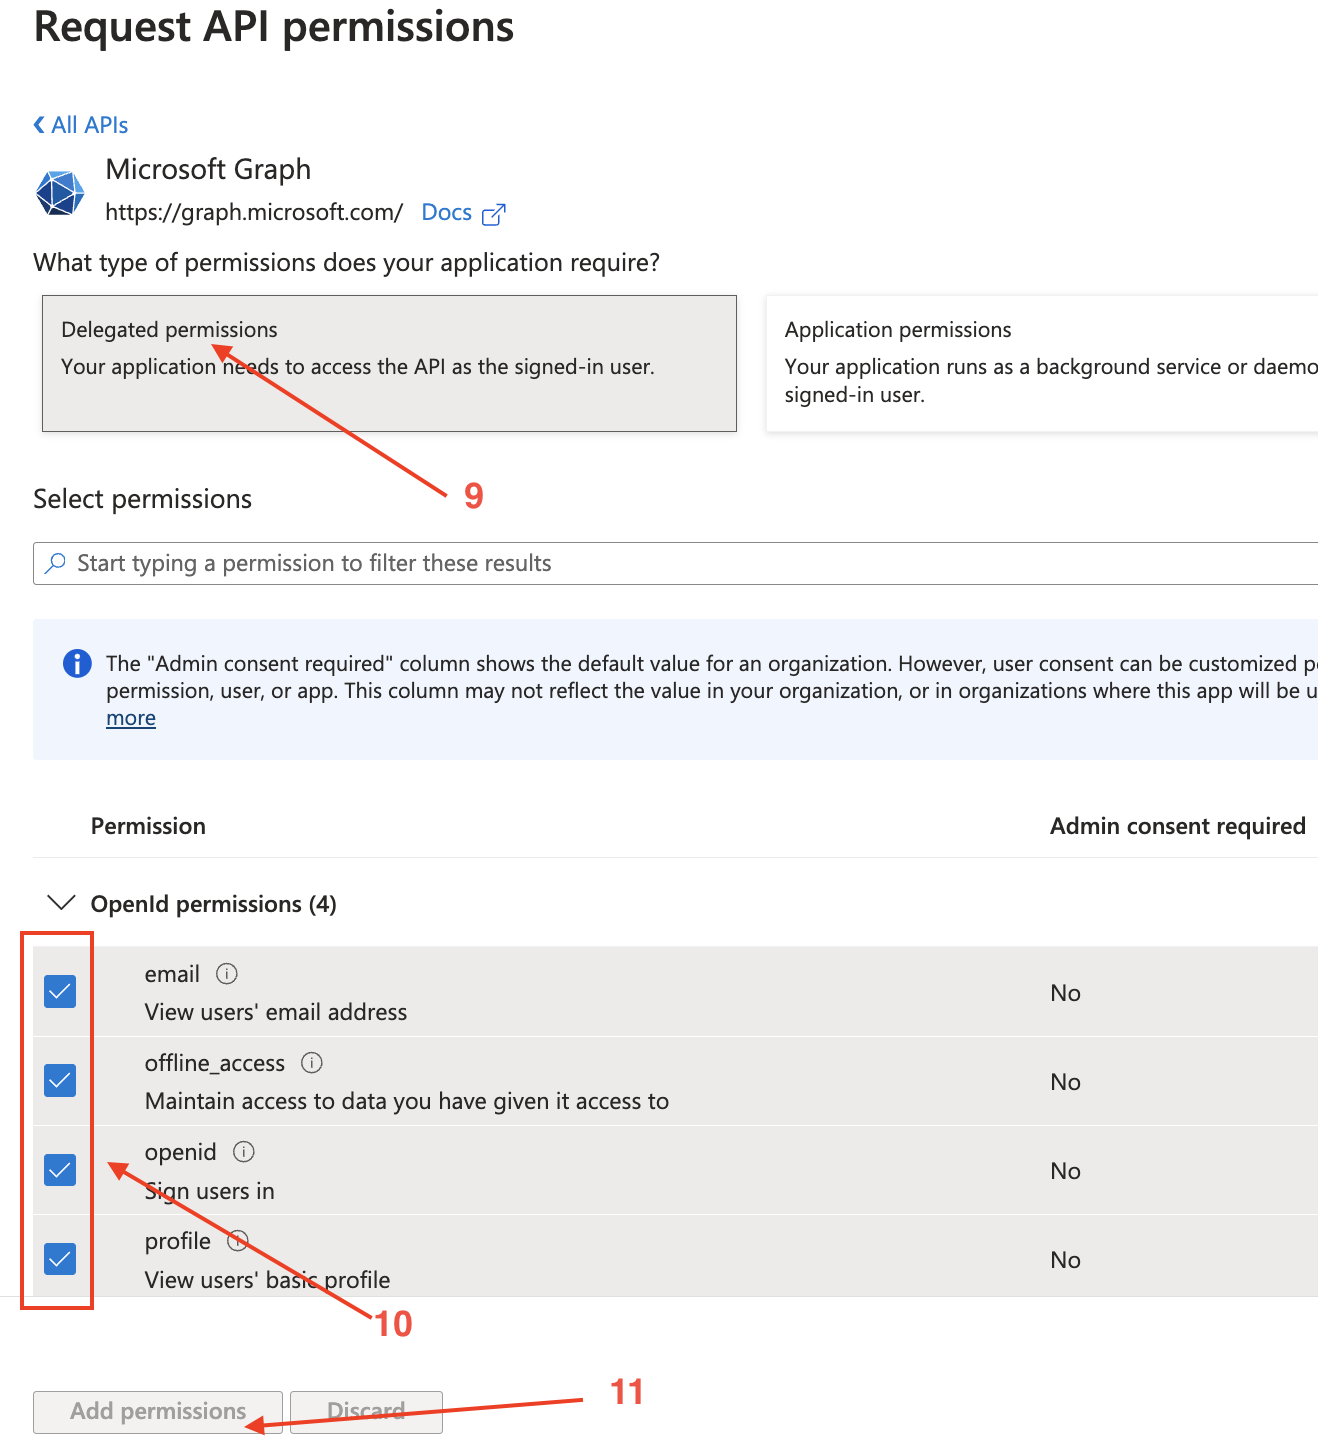 Request API permissions
All APIs
Microsoft Graph
https://graph.microsoft.com/ Docs
What type of permissions does your application require?
Delegated permissions
Your application needs to access the API as the signed-in user.
Application permissions
Your application runs as a background service or daemo
signed-in user.
9
Select permissions
Start typing a permission to filter these results
The "Admin consent required" column shows the default value for an organization. However, user consent can be customized p
permission, user, or app. This column may not reflect the value in your organization, or in organizations where this app will be u
more
Permission Admin consent required
OpenId permissions (4)
email
View users' email address
No
offline_access
Maintain access to data you have given it access to
No
openid
Sign users in
No
profile
View users' basic profile
No
10
11
Add permissions Discard